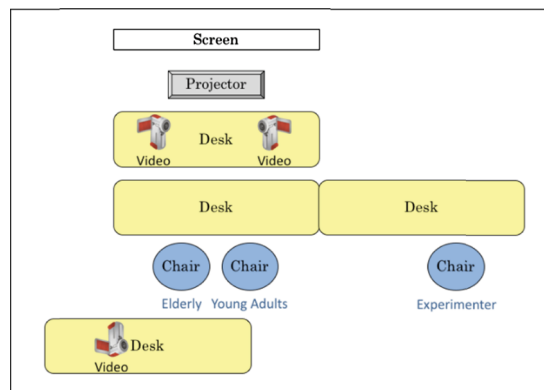 Screen
Projector
Desk
Video Video
Desk Desk
Chair Chair Chair
Elderly Young Adults Experimenter
Desk
Video